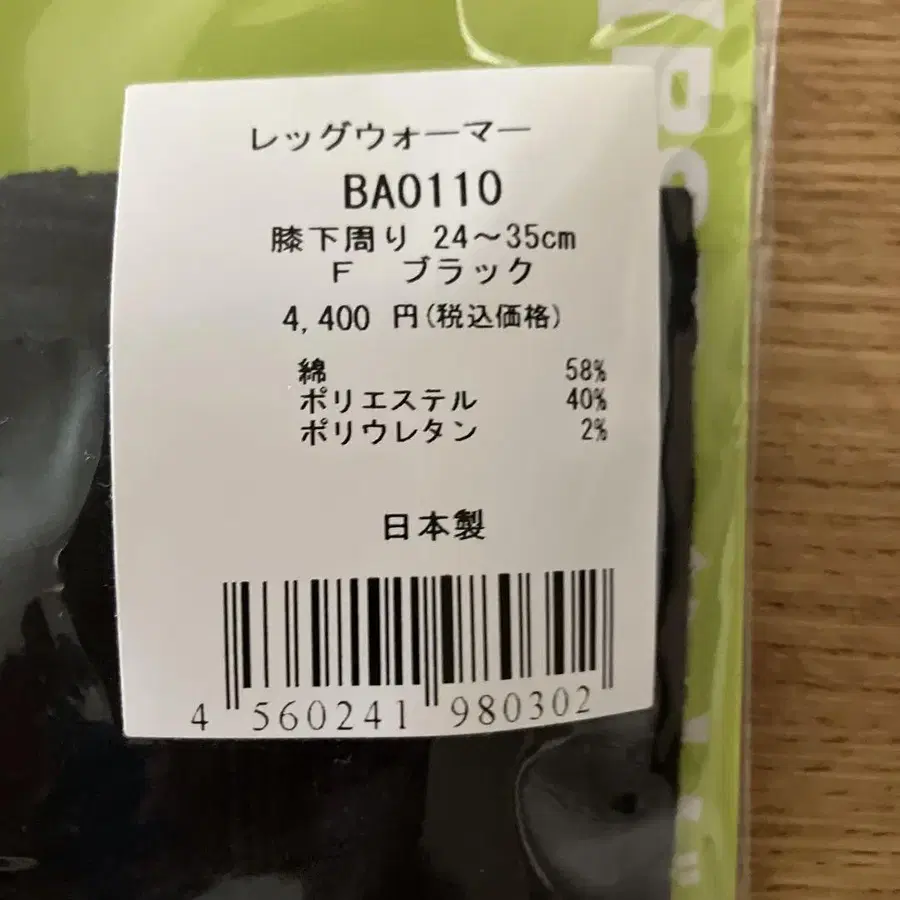 レッグウォーマー
BA0110
膝下周り 24～35cm
F ブラック
4,400 円(税込価格)
綿 58%
ポリエステル 40%
ポリウレタン 2%
日本製
4 560241 980302